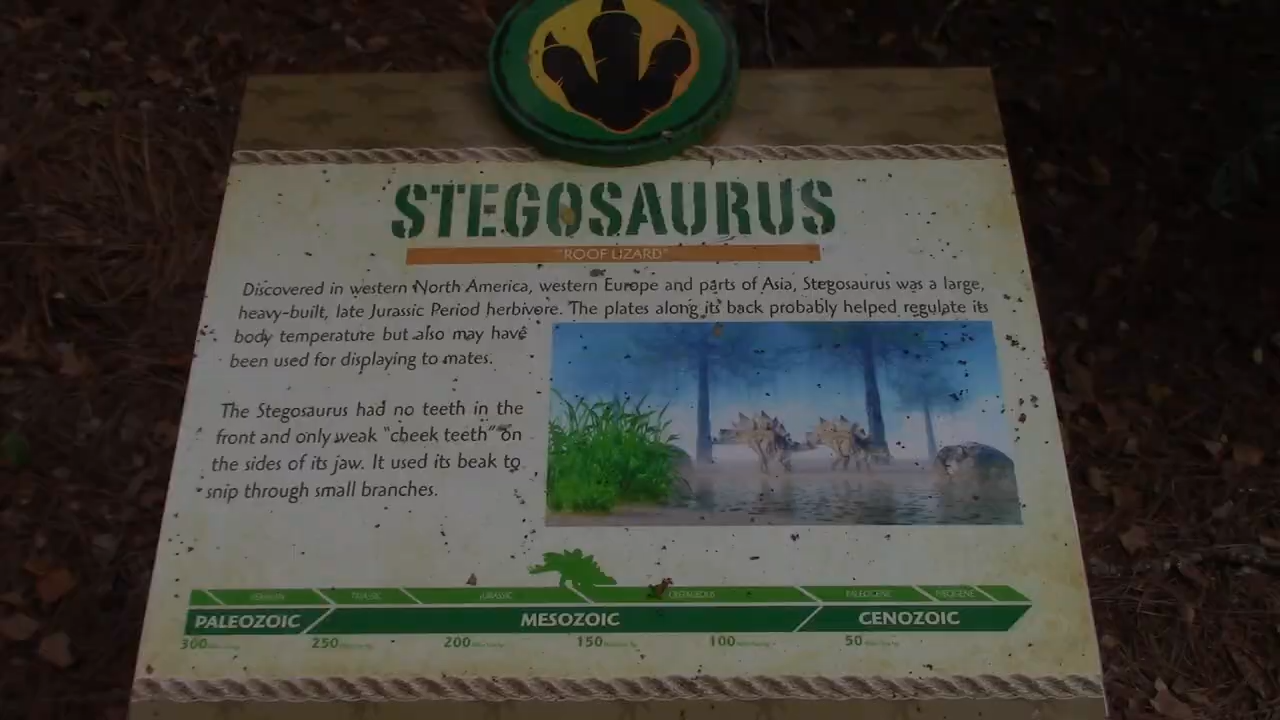 STEGOSAURUS
"ROOF LIZARD"
Discovered in western North America, western Europe and parts of Asia, Stegosaurus was a large,
heavy-built, late Jurassic Period herbivore. The plates along its back probably helped regulate its
body temperature but also may have
been used for displaying to mates.
The Stegosaurus had no teeth in the
front and only weak "cheek teeth" on
the sides of its jaw. It used its beak to
snip through small branches.
PERMIAN TRIASSIC JURASSIC CRETACEOUS PALEOGENE NEOGENE
PALEOZOIC MESOZOIC CENOZOIC
300 250 200 150 100 50